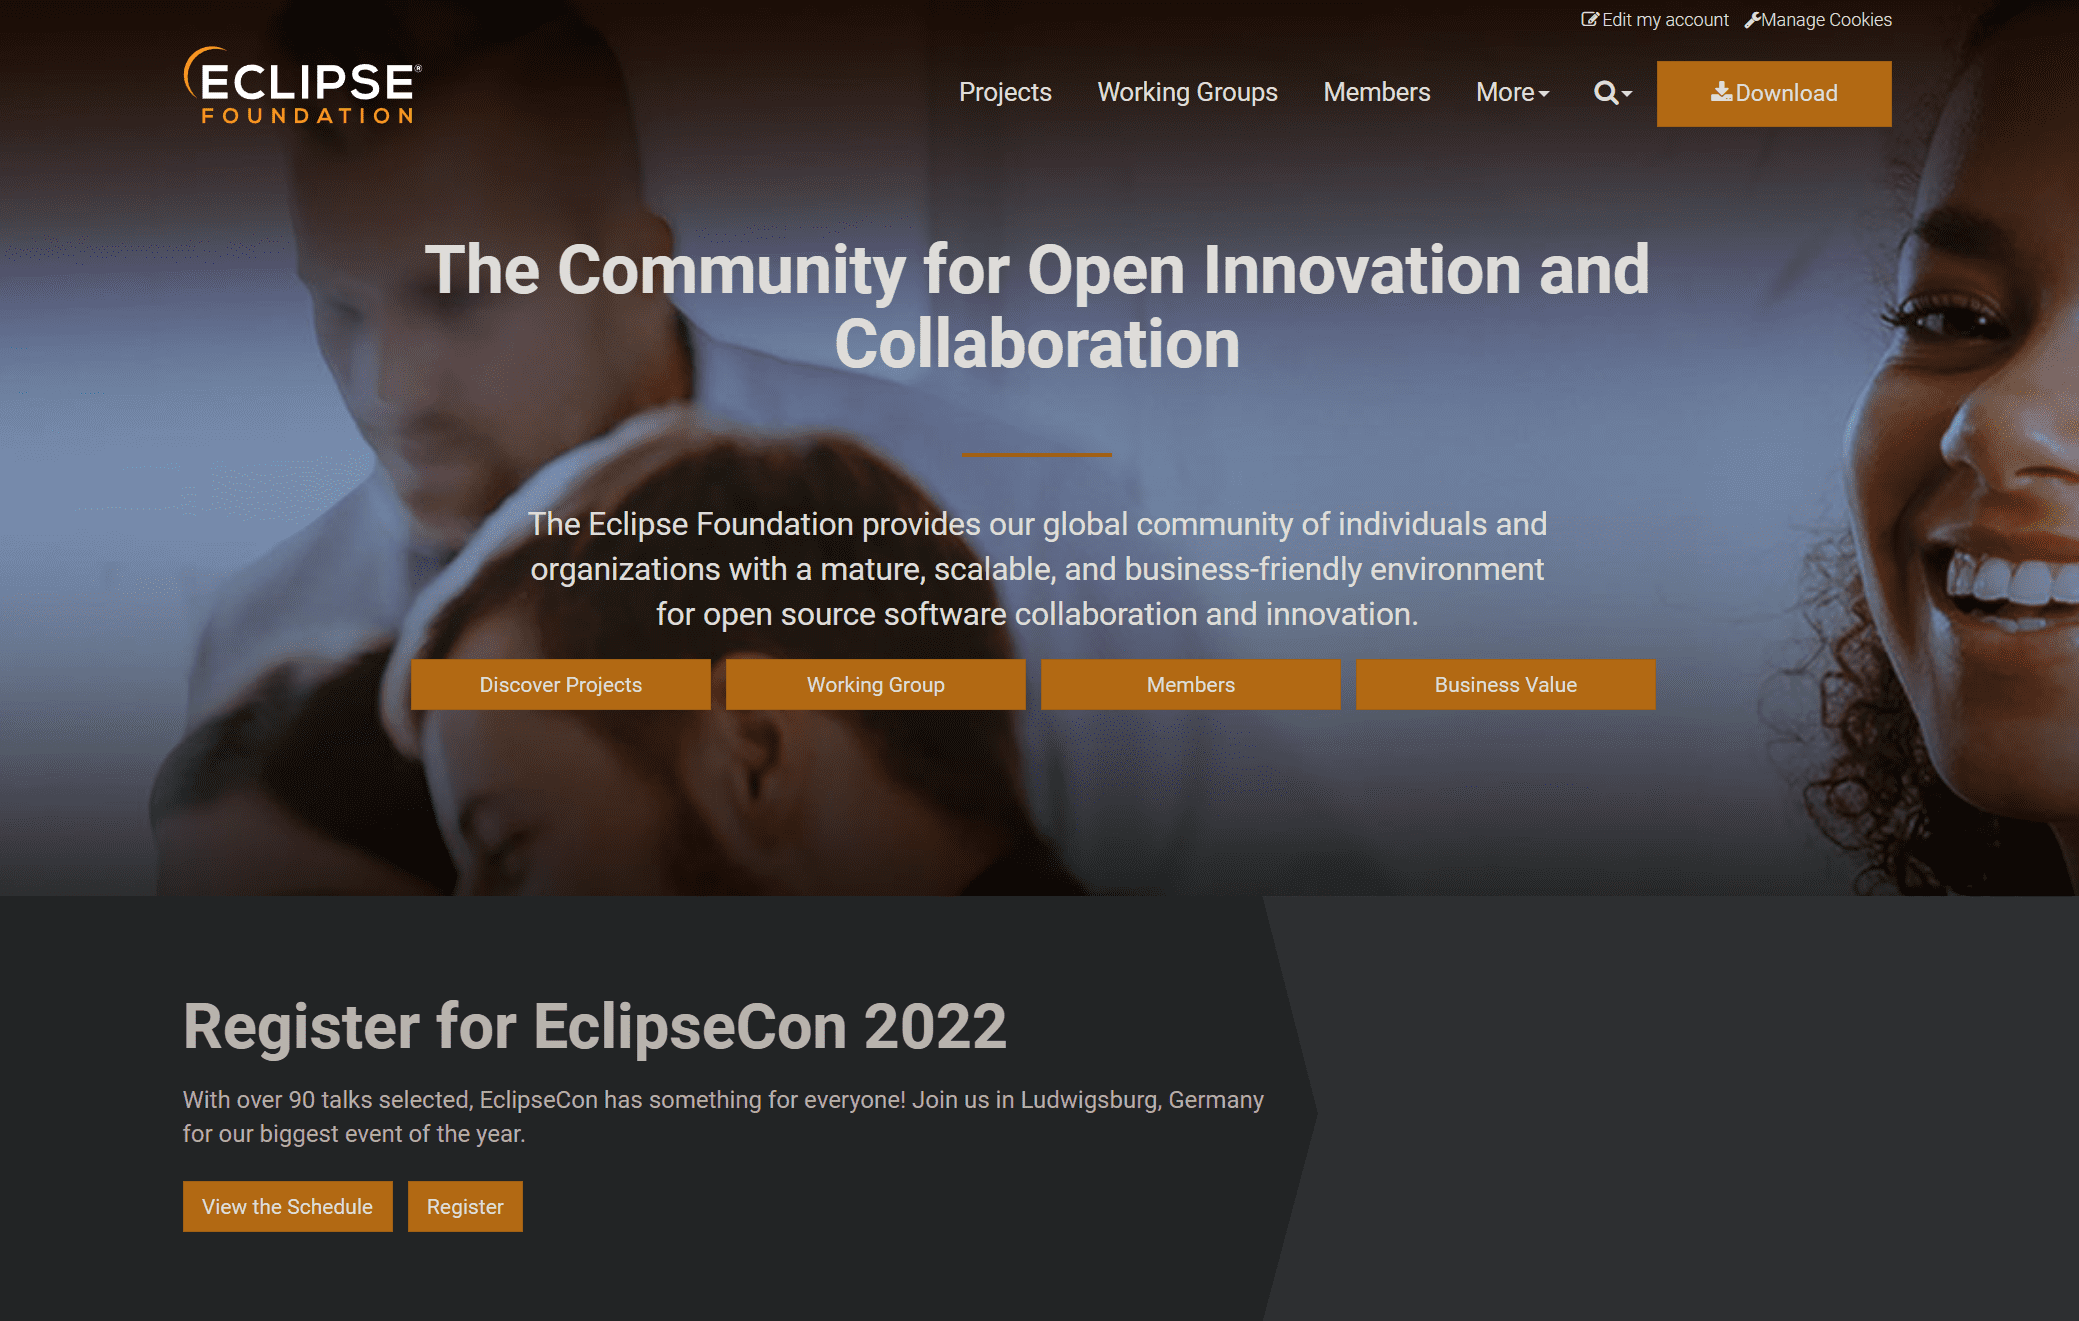 Edit my account Manage Cookies
ECLIPSE®
FOUNDATION
Projects Working Groups Members More Download
The Community for Open Innovation and
Collaboration
The Eclipse Foundation provides our global community of individuals and
organizations with a mature, scalable, and business-friendly environment
for open source software collaboration and innovation.
Discover Projects Working Group Members Business Value
Register for EclipseCon 2022
With over 90 talks selected, EclipseCon has something for everyone! Join us in Ludwigsburg, Germany
for our biggest event of the year.
View the Schedule Register